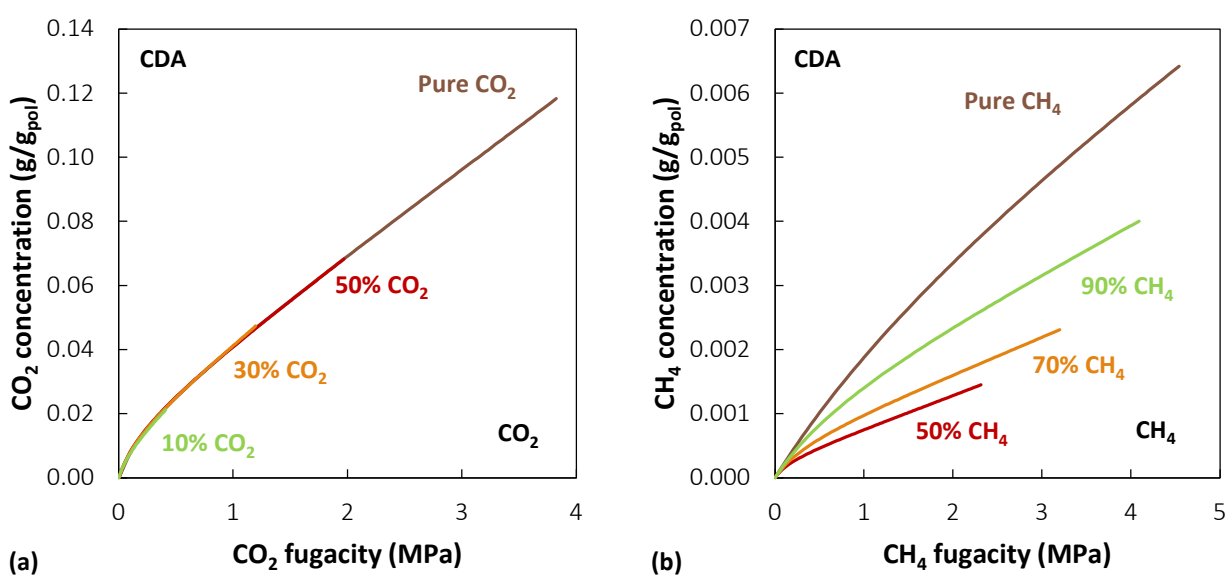 CDA
Pure CO₂
50% CO₂
30% CO₂
10% CO₂
CO₂
0.14
0.12
0.10
0.08
0.06
0.04
0.02
0.00
0
1
2
3
4
CO₂ concentration (g/gpol)
CO₂ fugacity (MPa)
(a)
CDA
Pure CH₄
90% CH₄
70% CH₄
50% CH₄
CH₄
0.007
0.006
0.005
0.004
0.003
0.002
0.001
0.000
0
1
2
3
4
5
CH₄ concentration (g/gpol)
CH₄ fugacity (MPa)
(b)